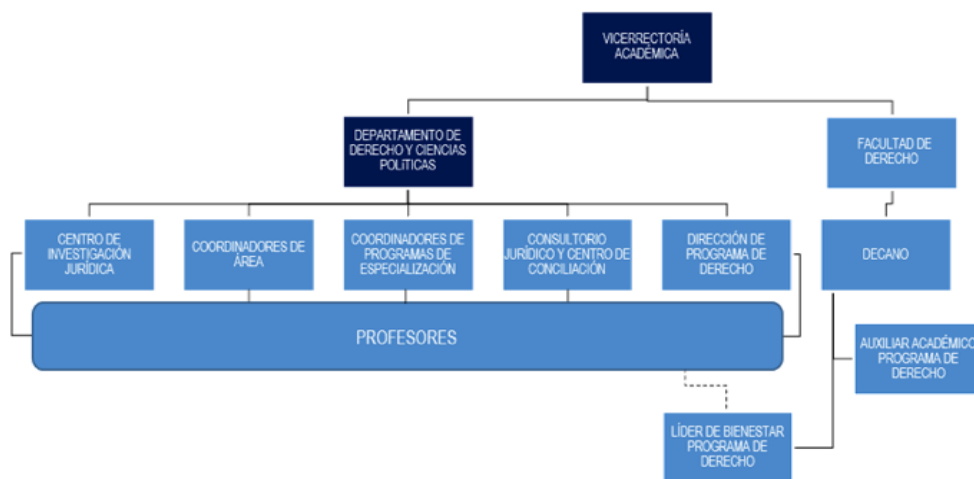 VICERRECTORÍA
ACADÉMICA
DEPARTAMENTO DE
DERECHO Y CIENCIAS
POLíTICAS
FACULTAD DE
DERECHO
CENTRO DE
INVESTIGACIÓN
JURÍDICA
COORDINADORES DE
ÁREA
COORDINADORES DE
PROGRAMAS DE
ESPECIALIZACIÓN
CONSULTORIO
JURÍDICO Y CENTRO DE
CONCILIACIÓN
DIRECCIÓN DE
PROGRAMA DE
DERECHO
DECANO
PROFESORES
AUXILIAR ACADÉMICO
PROGRAMA DE
DERECHO
LÍDER DE BIENESTAR
PROGRAMA DE
DERECHO